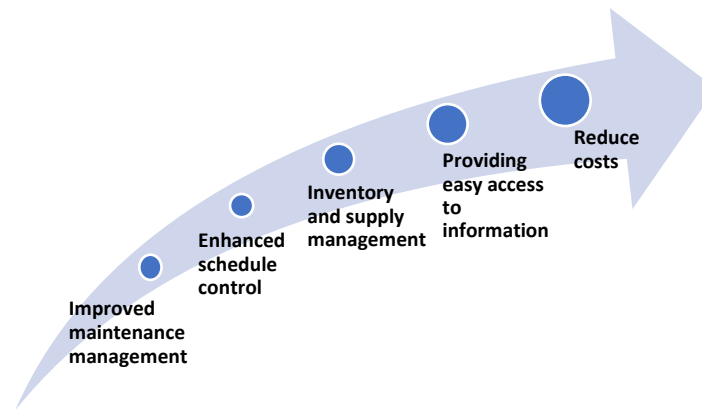 Improved
maintenance
management
Enhanced
schedule
control
Inventory
and supply
management
Providing
easy access
to
information
Reduce
costs